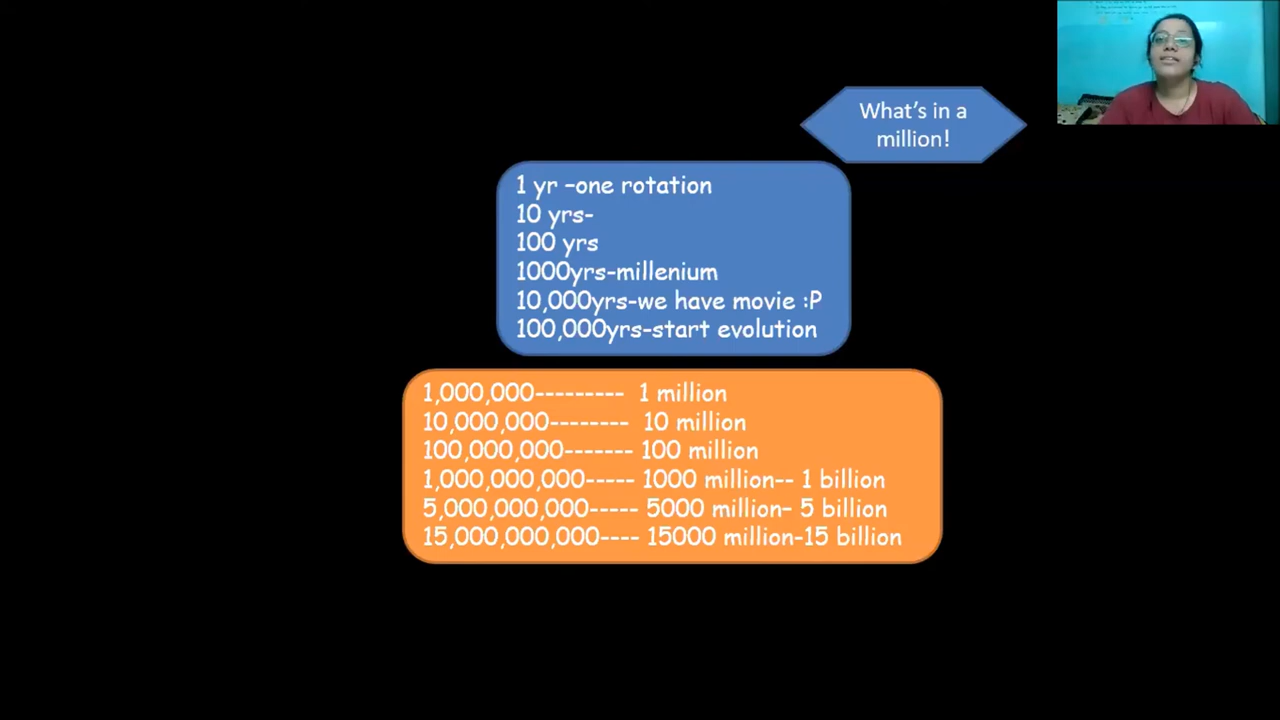 What's in a
million!
1 yr –one rotation
10 yrs-
100 yrs
1000yrs-millenium
10,000yrs-we have movie :P
100,000yrs-start evolution
1,000,000--------- 1 million
10,000,000-------- 10 million
100,000,000------- 100 million
1,000,000,000----- 1000 million-- 1 billion
5,000,000,000----- 5000 million– 5 billion
15,000,000,000---- 15000 million-15 billion